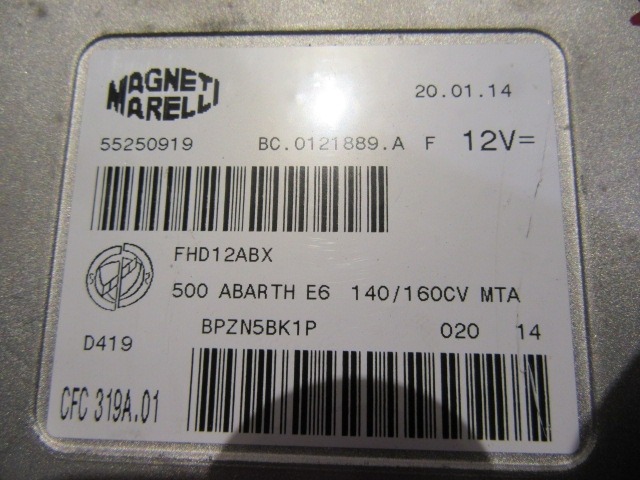 MAGNETI
MARELLI
20.01.14
55250919
BC.0121889.A F 12V=
FHD12ABX
500 ABARTH E6 140/160CV MTA
BPZN5BK1P 020 14
D419
CFC 319A.01